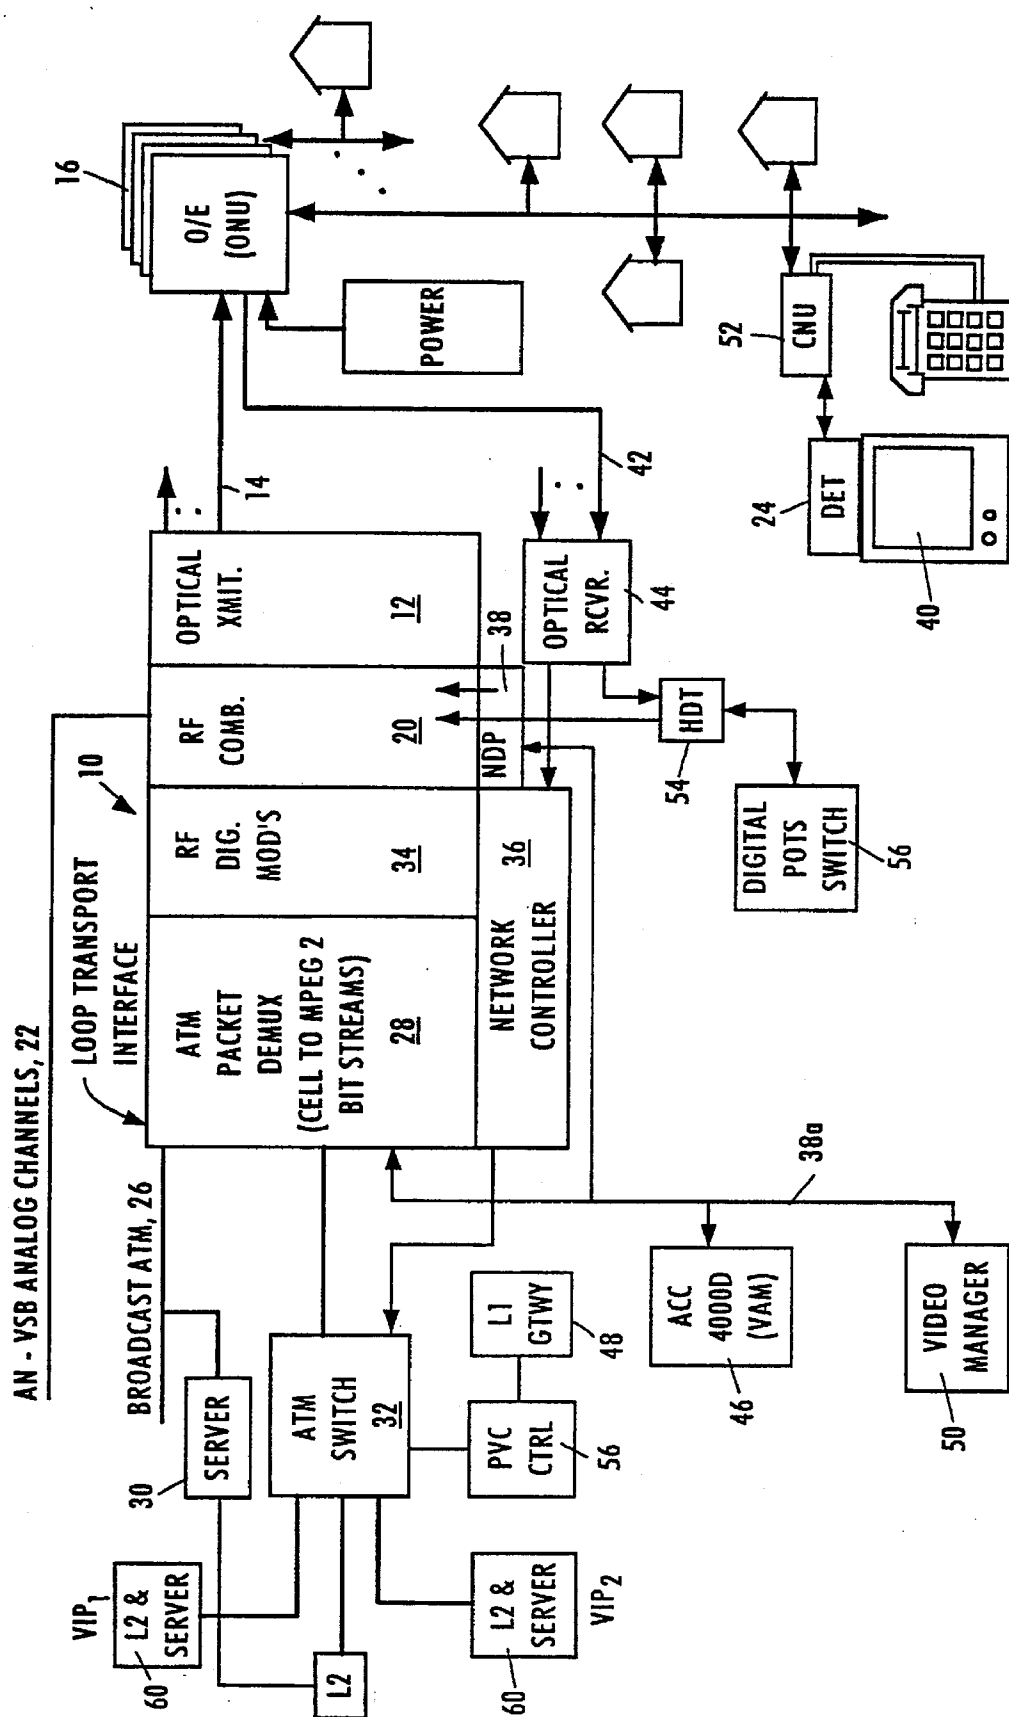 AN - VSB ANALOG CHANNELS, 22
LOOP TRANSPORT
INTERFACE
10
BROADCAST ATM, 26
VIP1
L2 &
SERVER
60
30
SERVER
L2
ATM
SWITCH
32
L2 &
SERVER
60
VIP2
PVC
CTRL
56
L1
GTWY
48
ATM
PACKET
DEMUX
(CELL TO MPEG 2
BIT STREAMS)
28
RF
DIG.
MOD'S
34
RF
COMB.
20
OPTICAL
XMIT.
12
NETWORK
CONTROLLER
36
NDP
38
14
16
O/E
(ONU)
POWER
42
OPTICAL
RCVR.
44
HDT
54
DIGITAL
POTS
SWITCH
56
38a
ACC
4000D
(VAM)
46
VIDEO
MANAGER
50
52
CNU
24
DET
40